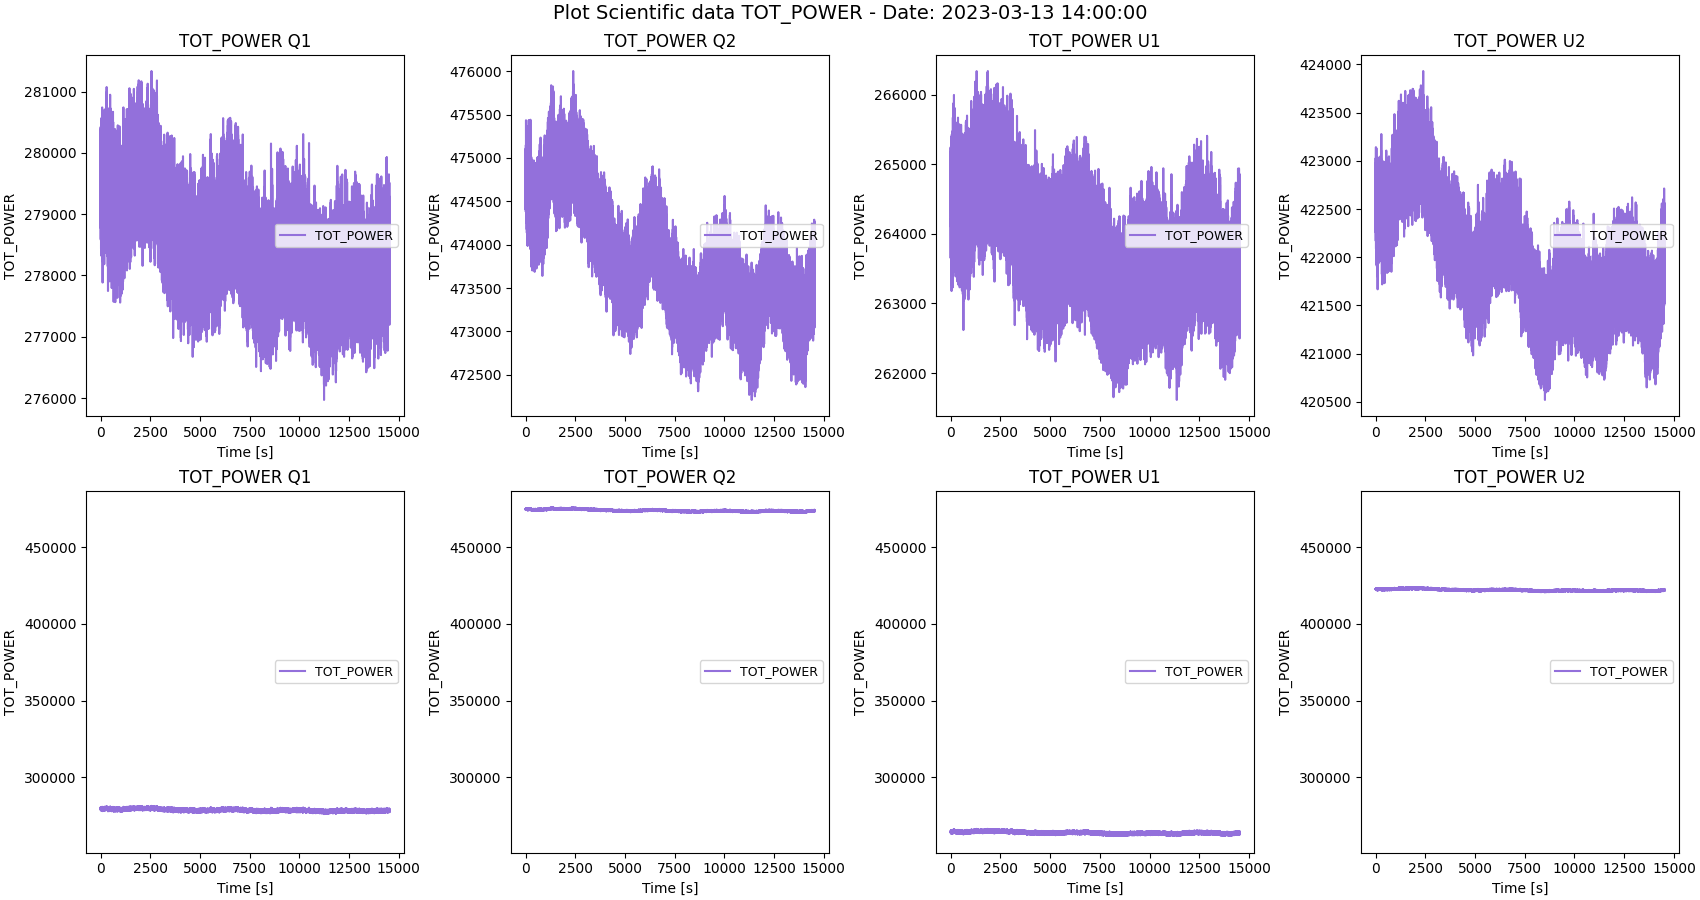 Plot Scientific data TOT_POWER - Date: 2023-03-13 14:00:00
TOT_POWER Q1
TOT_POWER
281000
280000
279000
278000
277000
276000
TOT_POWER
0 2500 5000 7500 10000 12500 15000
Time [s]
TOT_POWER Q2
TOT_POWER
476000
475500
475000
474500
474000
473500
473000
472500
TOT_POWER
0 2500 5000 7500 10000 12500 15000
Time [s]
TOT_POWER U1
TOT_POWER
266000
265000
264000
263000
262000
TOT_POWER
0 2500 5000 7500 10000 12500 15000
Time [s]
TOT_POWER U2
TOT_POWER
424000
423500
423000
422500
422000
421500
421000
420500
TOT_POWER
0 2500 5000 7500 10000 12500 15000
Time [s]
TOT_POWER Q1
TOT_POWER
450000
400000
350000
300000
TOT_POWER
0 2500 5000 7500 10000 12500 15000
Time [s]
TOT_POWER Q2
TOT_POWER
450000
400000
350000
300000
TOT_POWER
0 2500 5000 7500 10000 12500 15000
Time [s]
TOT_POWER U1
TOT_POWER
450000
400000
350000
300000
TOT_POWER
0 2500 5000 7500 10000 12500 15000
Time [s]
TOT_POWER U2
TOT_POWER
450000
400000
350000
300000
TOT_POWER
0 2500 5000 7500 10000 12500 15000
Time [s]